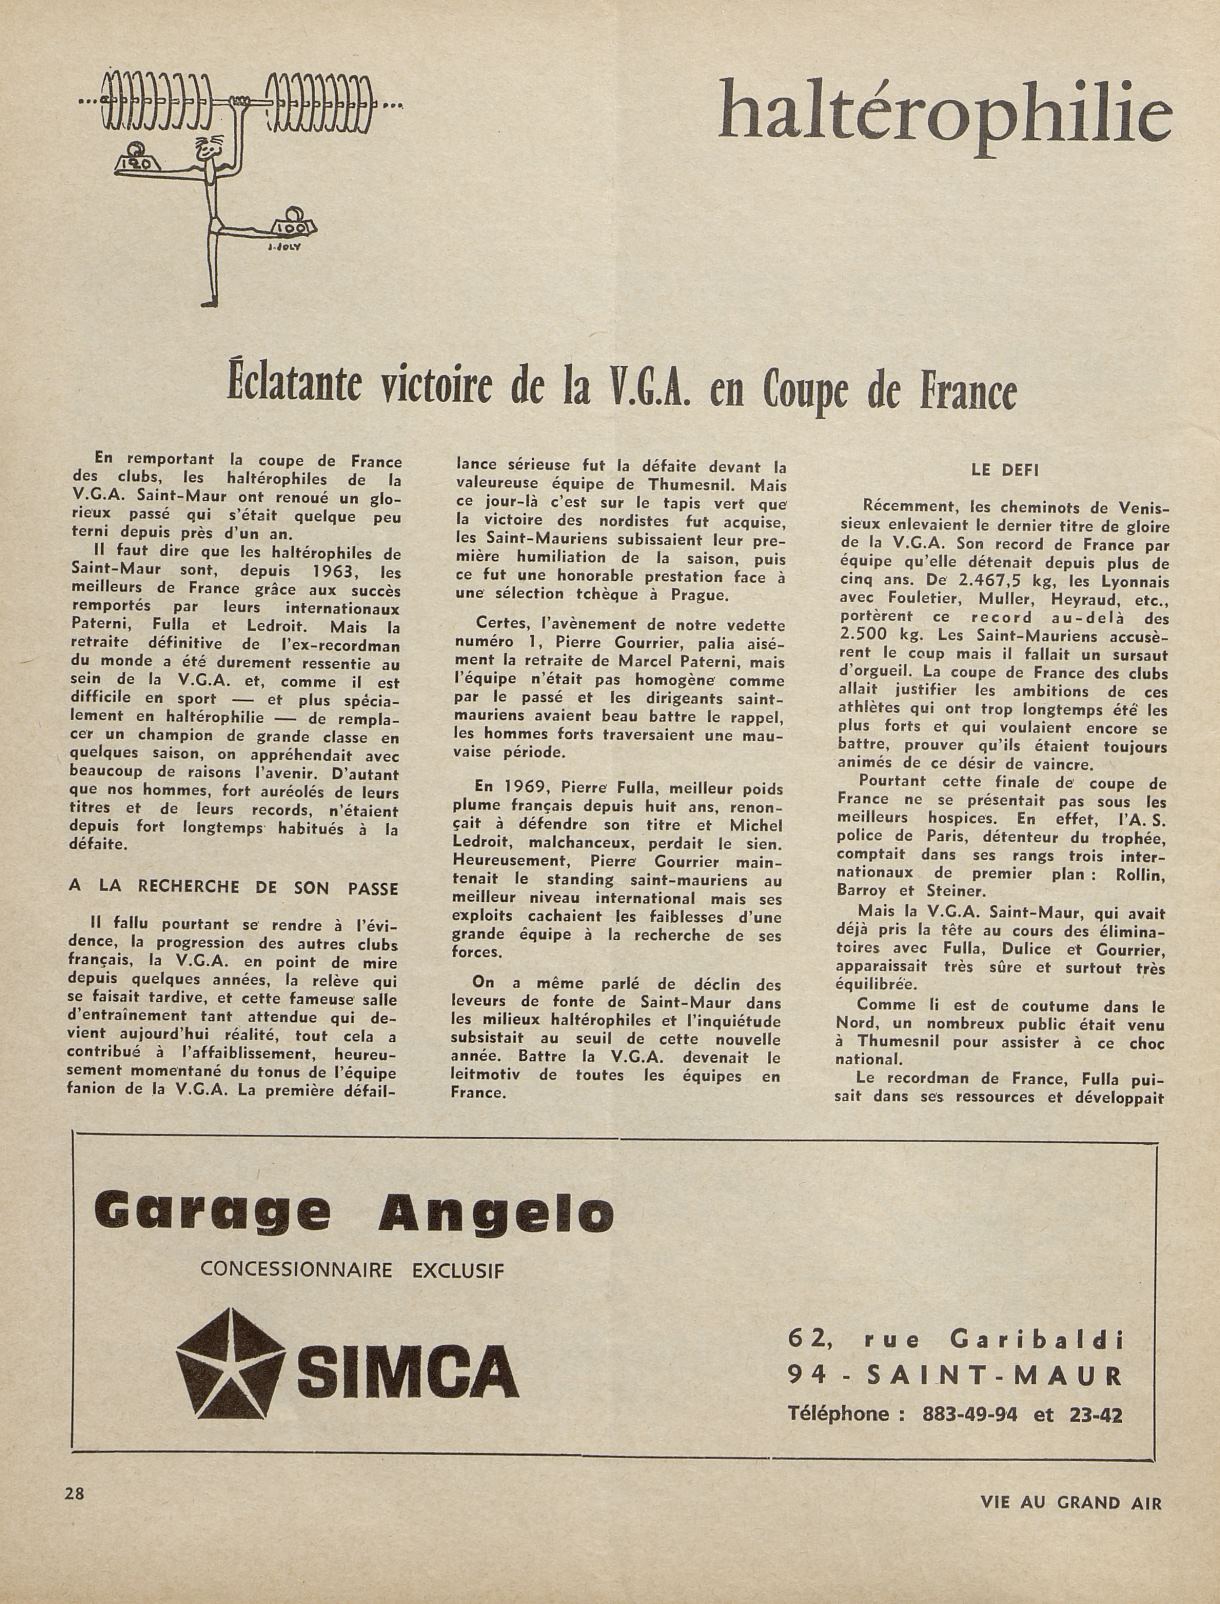 haltérophilie
120
100
J. JOLY
Éclatante victoire de la V.G.A. en Coupe de France
En remportant la coupe de France
des clubs, les haltérophiles de la
V.G.A. Saint-Maur ont renoué un glo-
rieux passé qui s'était quelque peu
terni depuis près d'un an.
Il faut dire que les haltérophiles de
Saint-Maur sont, depuis 1963, les
meilleurs de France grâce aux succès
remportés par leurs internationaux
Paterni, Fulla et Ledroit. Mais la
retraite définitive de l'ex-recordman
du monde a été durement ressentie au
sein de la V.G.A. et, comme il est
difficile en sport — et plus spécia-
lement en haltérophilie — de rempla-
cer un champion de grande classe en
quelques saison, on appréhendait avec
beaucoup de raisons l'avenir. D'autant
que nos hommes, fort auréolés de leurs
titres et de leurs records, n'étaient
depuis fort longtemps habitués à la
défaite.
A LA RECHERCHE DE SON PASSE
Il fallu pourtant se rendre à l'évi-
dence, la progression des autres clubs
français, la V.G.A. en point de mire
depuis quelques années, la relève qui
se faisait tardive, et cette fameuse salle
d'entraînement tant attendue qui de-
vient aujourd'hui réalité, tout cela a
contribué à l'affaiblissement, heureu-
sement momentané du tonus de l'équipe
fanion de la V.G.A. La première défail-
lance sérieuse fut la défaite devant la
valeureuse équipe de Thumesnil. Mais
ce jour-là c'est sur le tapis vert que
la victoire des nordistes fut acquise,
les Saint-Mauriens subissaient leur pre-
mière humiliation de la saison, puis
ce fut une honorable prestation face à
une sélection tchèque à Prague.
Certes, l'avènement de notre vedette
numéro 1, Pierre Gourrier, palia aisé-
ment la retraite de Marcel Paterni, mais
l'équipe n'était pas homogène comme
par le passé et les dirigeants saint-
mauriens avaient beau battre le rappel,
les hommes forts traversaient une mau-
vaise période.
En 1969, Pierre Fulla, meilleur poids
plume français depuis huit ans, renon-
çait à défendre son titre et Michel
Ledroit, malchanceux, perdait le sien.
Heureusement, Pierre Gourrier main-
tenait le standing saint-mauriens au
meilleur niveau international mais ses
exploits cachaient les faiblesses d'une
grande équipe à la recherche de ses
forces.
On a même parlé de déclin des
leveurs de fonte de Saint-Maur dans
les milieux haltérophiles et l'inquiétude
subsistait au seuil de cette nouvelle
année. Battre la V.G.A. devenait le
leitmotiv de toutes les équipes en
France.
LE DEFI
Récemment, les cheminots de Venis-
sieux enlevaient le dernier titre de gloire
de la V.G.A. Son record de France par
équipe qu'elle détenait depuis plus de
cinq ans. De 2.467,5 kg, les Lyonnais
avec Fouletier, Muller, Heyraud, etc.,
portèrent ce record au-delà des
2.500 kg. Les Saint-Mauriens accusè-
rent le coup mais il fallait un sursaut
d'orgueil. La coupe de France des clubs
allait justifier les ambitions de ces
athlètes qui ont trop longtemps été les
plus forts et qui voulaient encore se
battre, prouver qu'ils étaient toujours
animés de ce désir de vaincre.
Pourtant cette finale de coupe de
France ne se présentait pas sous les
meilleurs hospices. En effet, l'A. S.
police de Paris, détenteur du trophée,
comptait dans ses rangs trois inter-
nationaux de premier plan : Rollin,
Barroy et Steiner.
Mais la V.G.A. Saint-Maur, qui avait
déjà pris la tête au cours des élimina-
toires avec Fulla, Dulice et Gourrier,
apparaissait très sûre et surtout très
équilibrée.
Comme li est de coutume dans le
Nord, un nombreux public était venu
à Thumesnil pour assister à ce choc
national.
Le recordman de France, Fulla pui-
sait dans ses ressources et développait
Garage Angelo
CONCESSIONNAIRE EXCLUSIF
SIMCA
62, rue Garibaldi
94 - SAINT-MAUR
Téléphone : 883-49-94 et 23-42
28
VIE AU GRAND AIR